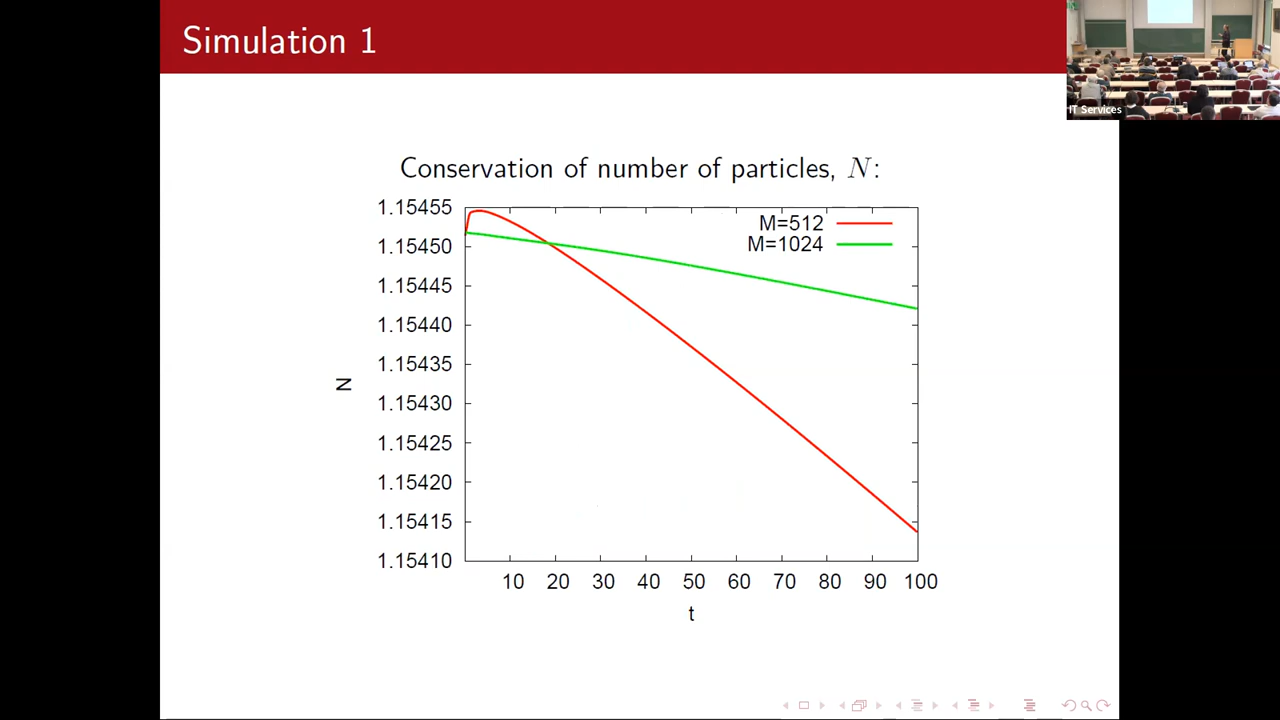 Simulation 1
IT Services
Conservation of number of particles, N:
1.15455
1.15450
1.15445
1.15440
1.15435
1.15430
1.15425
1.15420
1.15415
1.15410
N
M=512
M=1024
10 20 30 40 50 60 70 80 90 100
t